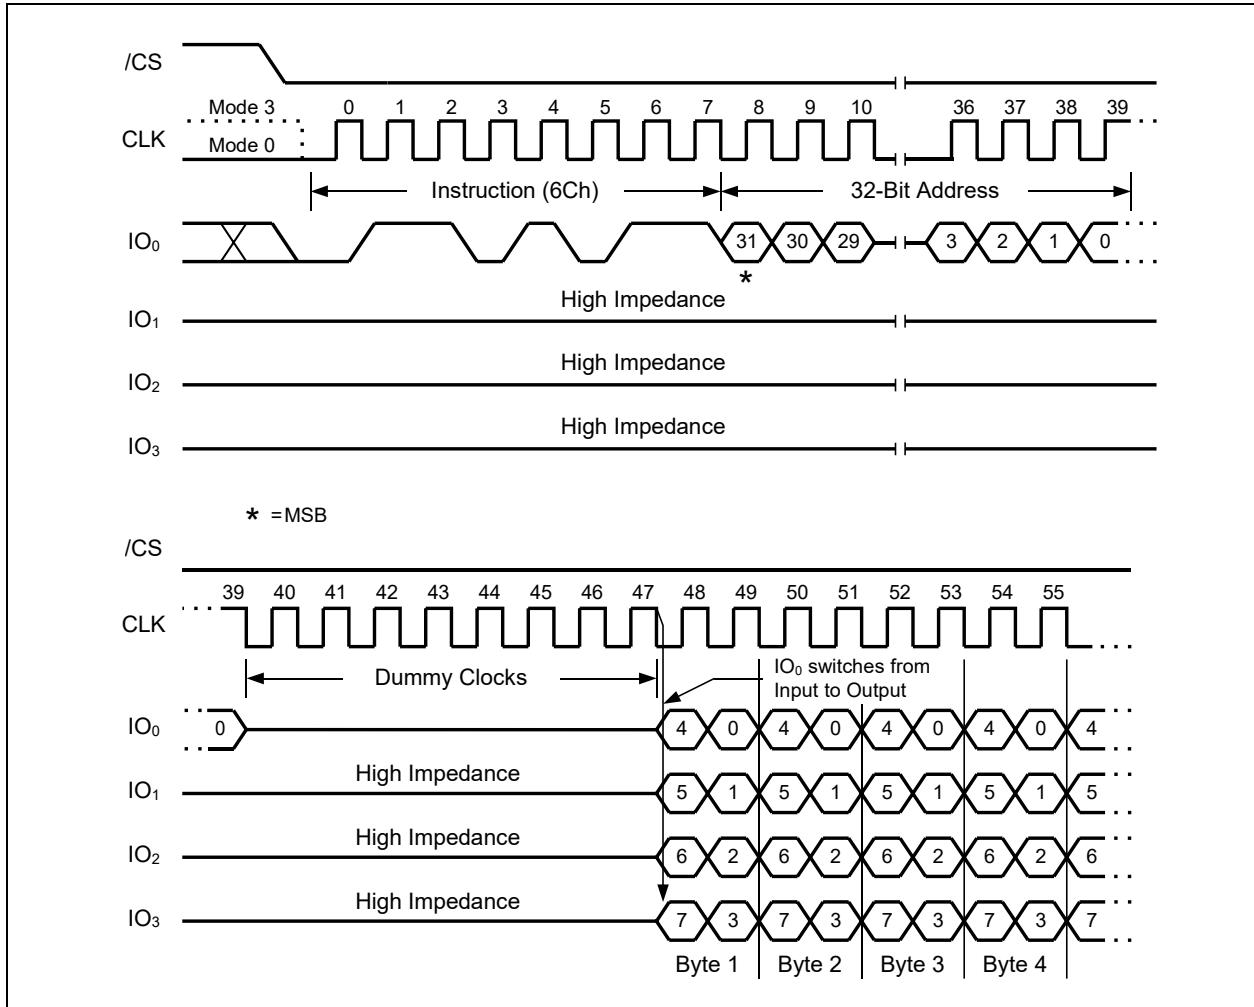 /CS
Mode 3 0 1 2 3 4 5 6 7 8 9 10 36 37 38 39
CLK
Mode 0
Instruction (6Ch) 32-Bit Address
IO₀ 31 30 29 3 2 1 0
*
High Impedance
IO₁
High Impedance
IO₂
High Impedance
IO₃
* =MSB
/CS
39 40 41 42 43 44 45 46 47 48 49 50 51 52 53 54 55
CLK
Dummy Clocks
IO₀ switches from
Input to Output
IO₀ 0 4 0 4 0 4 0 4 0 4
High Impedance
IO₁ 5 1 5 1 5 1 5 1 5
High Impedance
IO₂ 6 2 6 2 6 2 6 2 6
High Impedance
IO₃ 7 3 7 3 7 3 7 3 7
Byte 1 Byte 2 Byte 3 Byte 4